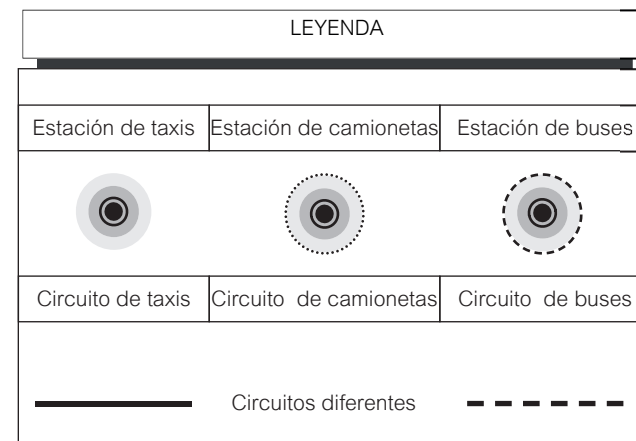 LEYENDA
Estación de taxis Estación de camionetas Estación de buses
Circuito de taxis Circuito de camionetas Circuito de buses
Circuitos diferentes